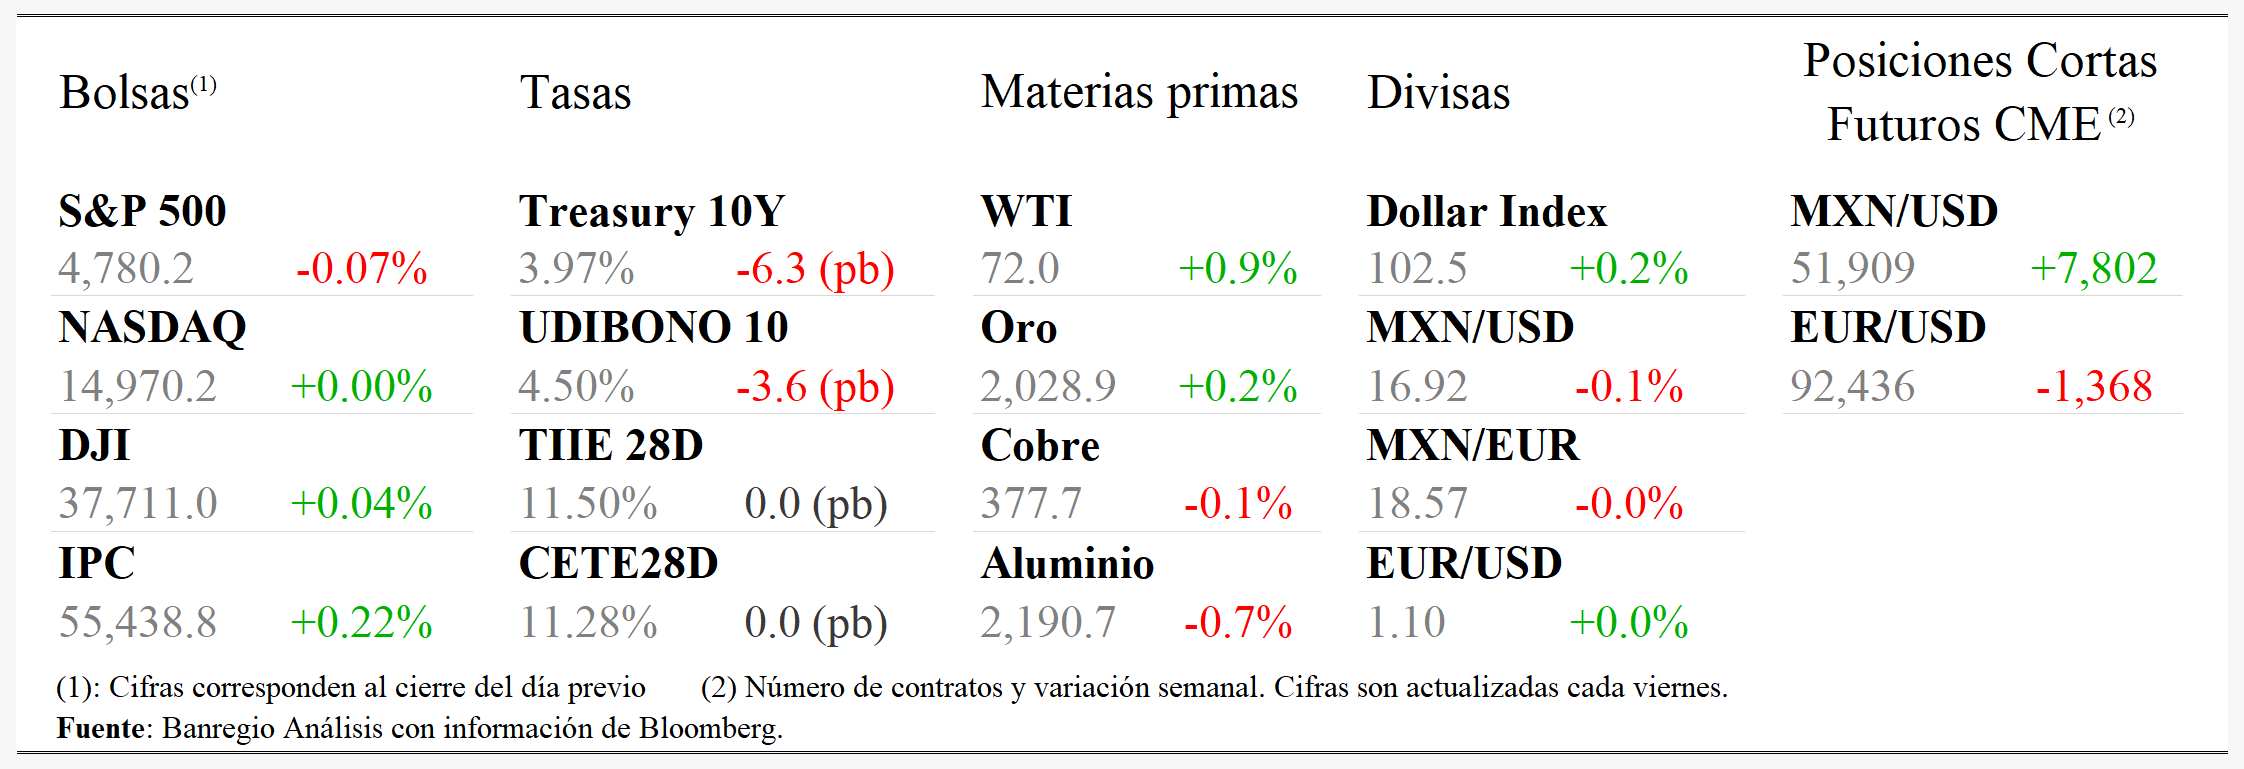 Bolsas(1) Tasas Materias primas Divisas Posiciones Cortas
Futuros CME (2)
S&P 500 Treasury 10Y WTI Dollar Index MXN/USD
4,780.2 -0.07% 3.97% -6.3 (pb) 72.0 +0.9% 102.5 +0.2% 51,909 +7,802
NASDAQ UDIBONO 10 Oro MXN/USD EUR/USD
14,970.2 +0.00% 4.50% -3.6 (pb) 2,028.9 +0.2% 16.92 -0.1% 92,436 -1,368
DJI TIIE 28D Cobre MXN/EUR
37,711.0 +0.04% 11.50% 0.0 (pb) 377.7 -0.1% 18.57 -0.0%
IPC CETE28D Aluminio EUR/USD
55,438.8 +0.22% 11.28% 0.0 (pb) 2,190.7 -0.7% 1.10 +0.0%
(1): Cifras corresponden al cierre del día previo (2) Número de contratos y variación semanal. Cifras son actualizadas cada viernes.
Fuente: Banregio Análisis con información de Bloomberg.